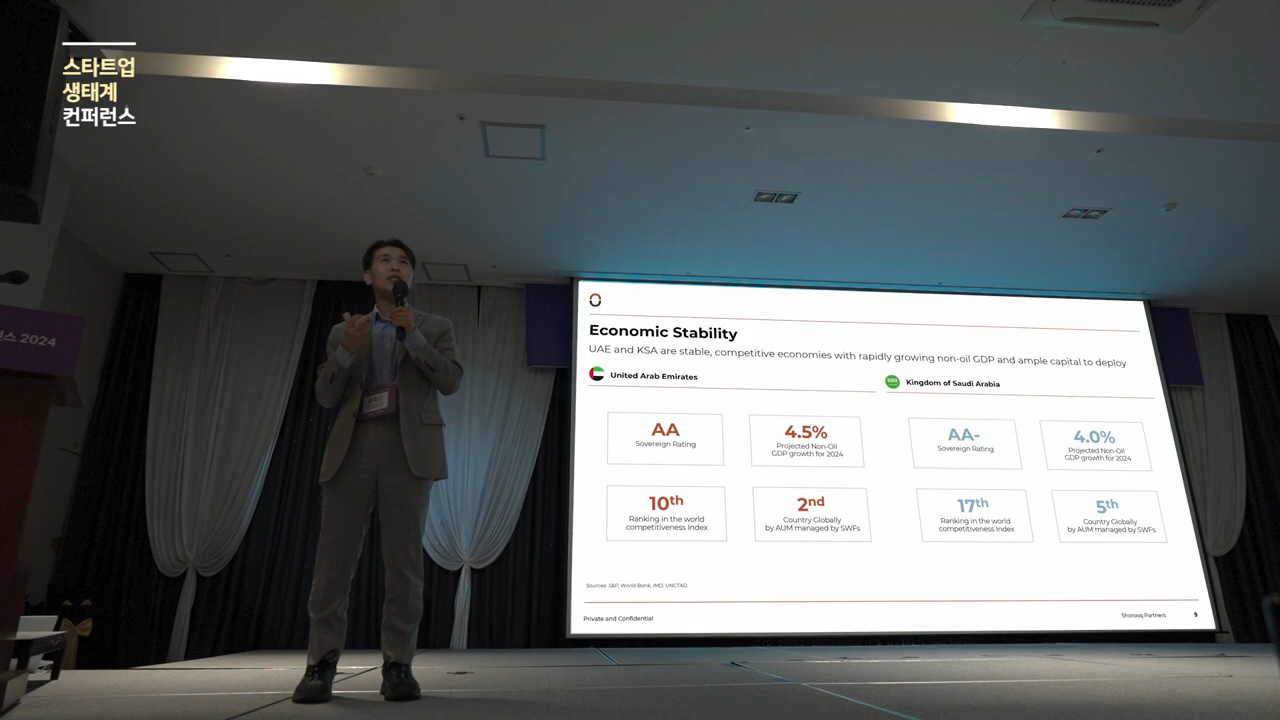 스타트업
생태계
컨퍼런스
스 2024
Economic Stability
UAE and KSA are stable, competitive economies with rapidly growing non-oil GDP and ample capital to deploy
United Arab Emirates
Kingdom of Saudi Arabia
AA
Sovereign Rating
4.5%
Projected Non-Oil
GDP growth for 2024
AA-
Sovereign Rating
4.0%
Projected Non-Oil
GDP growth for 2024
10th
Ranking in the world
competitiveness Index
2nd
Country Globally
by AUM managed by SWFs
17th
Ranking in the world
competitiveness Index
5th
Country Globally
by AUM managed by SWFs
Sources: S&P, World Bank, IMD, UNCTAD.
Private and Confidential
Shorooq Partners
9